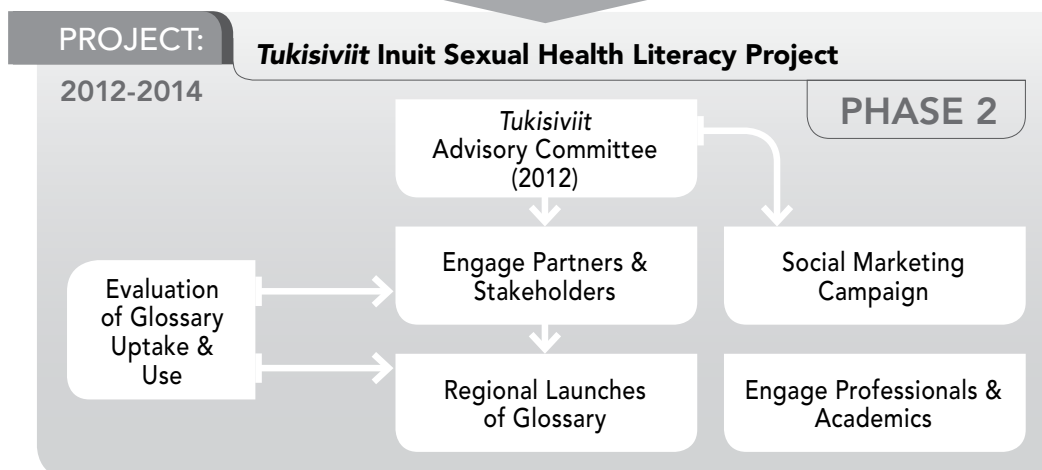 PROJECT:
Tukisiviit Inuit Sexual Health Literacy Project
2012-2014
PHASE 2
Tukisiviit
Advisory Committee
(2012)
Engage Partners &
Stakeholders
Social Marketing
Campaign
Evaluation
of Glossary
Uptake &
Use
Regional Launches
of Glossary
Engage Professionals &
Academics